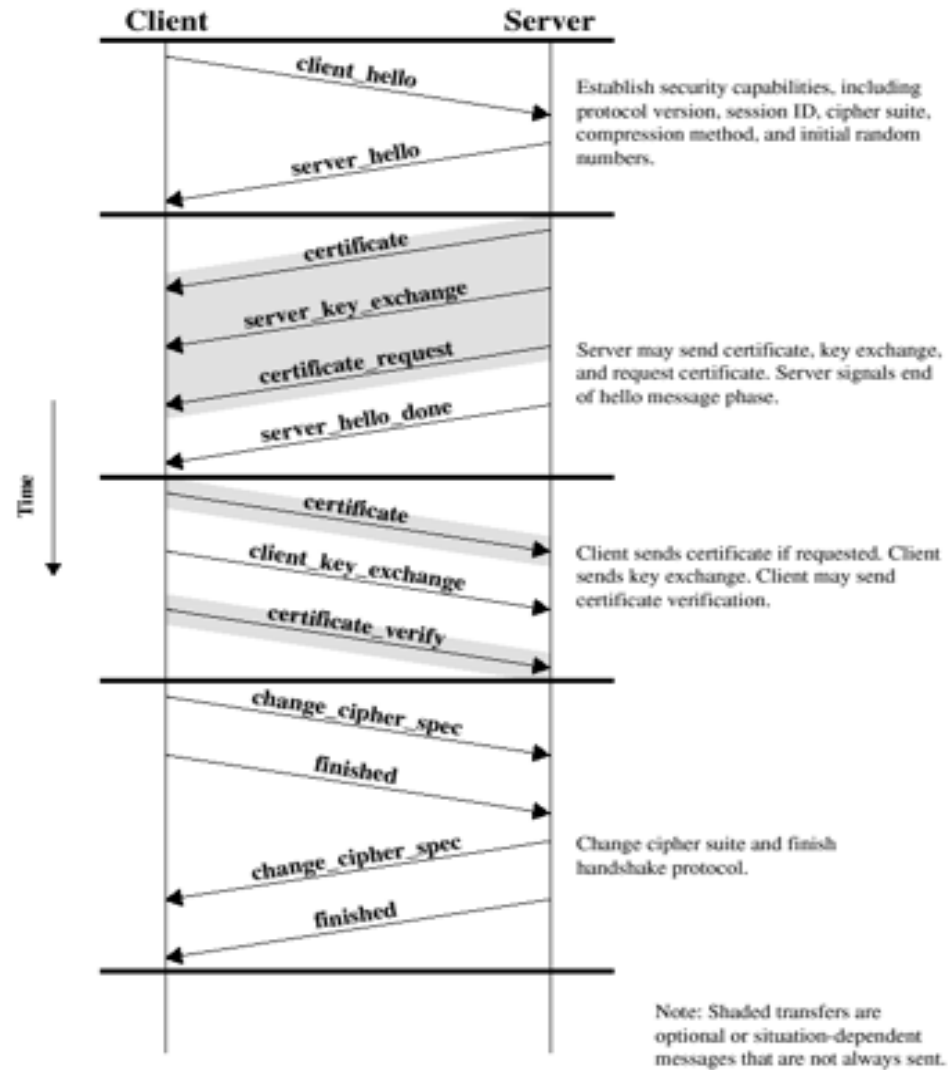 Client
Server
client_hello
Establish security capabilities, including
protocol version, session ID, cipher suite,
compression method, and initial random
numbers.
server_hello
certificate
server_key_exchange
certificate_request
Server may send certificate, key exchange,
and request certificate. Server signals end
of hello message phase.
server_hello_done
Time
certificate
client_key_exchange
Client sends certificate if requested. Client
sends key exchange. Client may send
certificate verification.
certificate_verify
change_cipher_spec
finished
change_cipher_spec
Change cipher suite and finish
handshake protocol.
finished
Note: Shaded transfers are
optional or situation-dependent
messages that are not always sent.